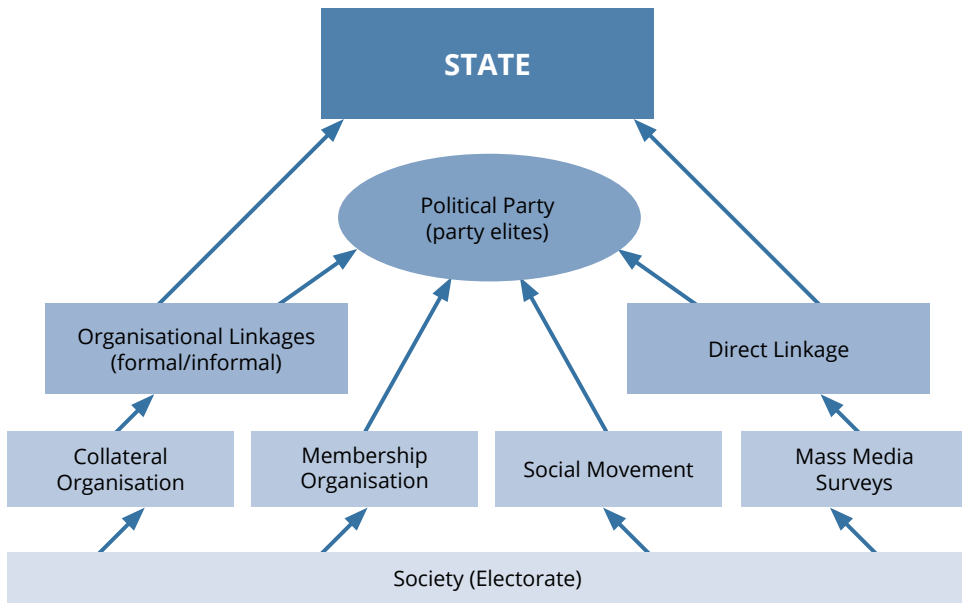 STATE
Political Party
(party elites)
Organisational Linkages
(formal/informal)
Direct Linkage
Collateral
Organisation
Membership
Organisation
Social Movement
Mass Media
Surveys
Society (Electorate)